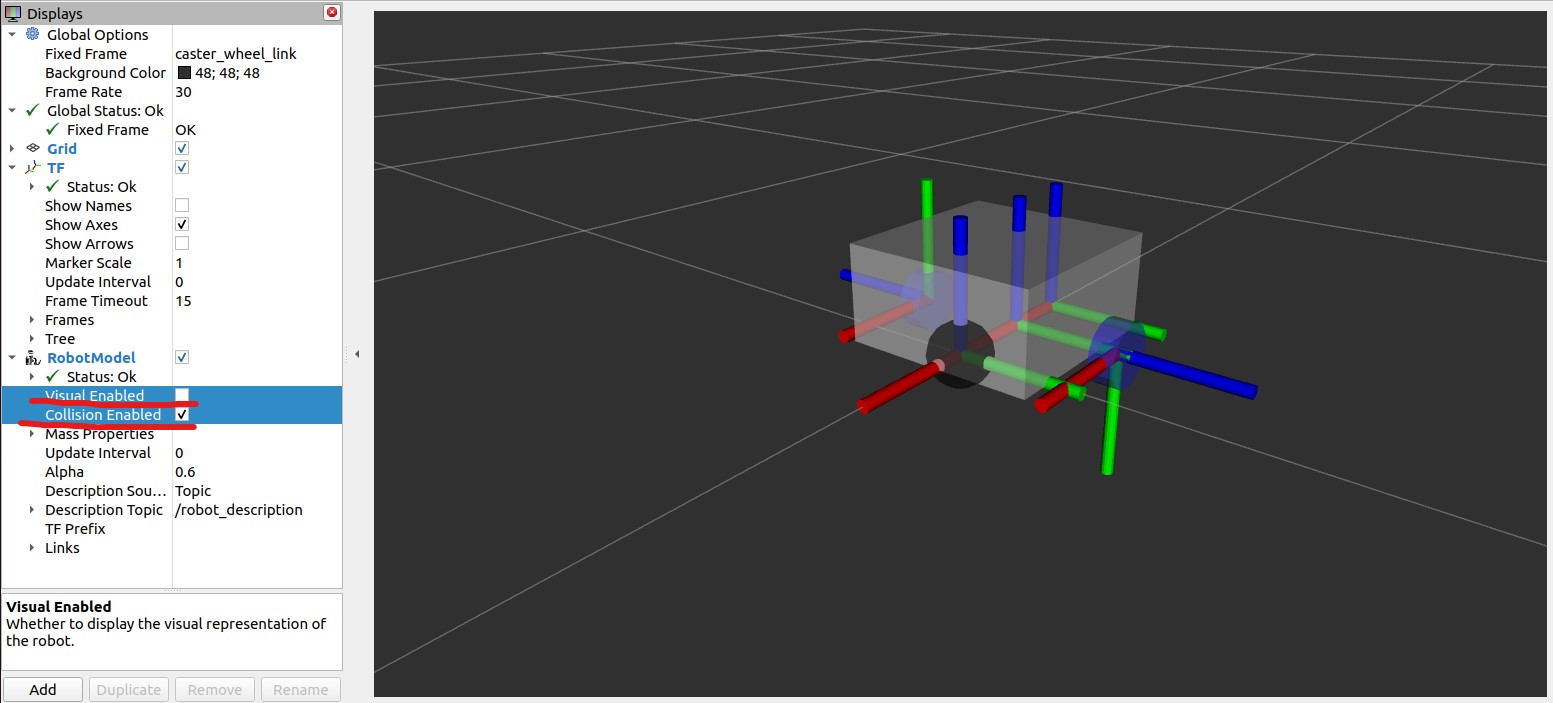 Displays
Global Options
Fixed Frame caster_wheel_link
Background Color 48; 48; 48
Frame Rate 30
Global Status: Ok
Fixed Frame OK
Grid
TF
Status: Ok
Show Names
Show Axes
Show Arrows
Marker Scale 1
Update Interval 0
Frame Timeout 15
Frames
Tree
RobotModel
Status: Ok
Visual Enabled
Collision Enabled
Mass Properties
Update Interval 0
Alpha 0.6
Description Sou... Topic
Description Topic /robot_description
TF Prefix
Links
Visual Enabled
Whether to display the visual representation of
the robot.
Add Duplicate Remove Rename